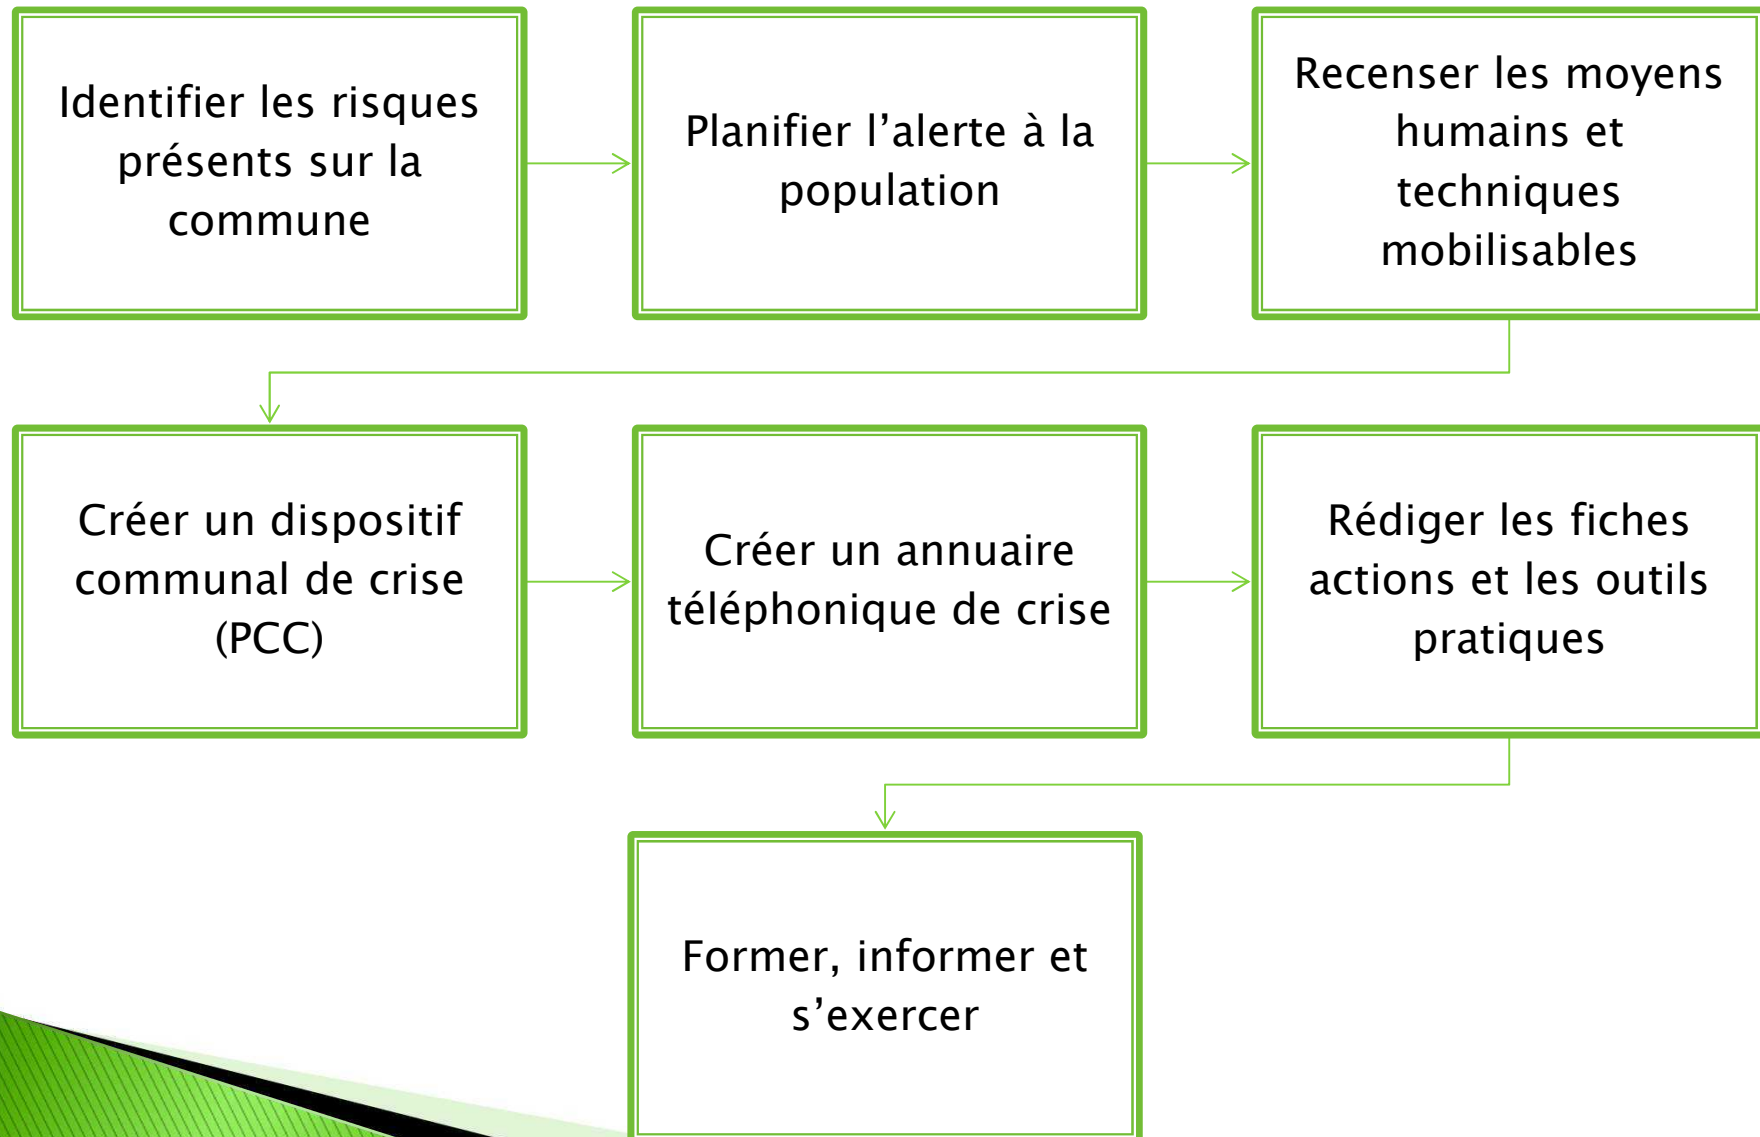 Identifier les risques
présents sur la
commune
Planifier l’alerte à la
population
Recenser les moyens
humains et
techniques
mobilisables
Créer un dispositif
communal de crise
(PCC)
Créer un annuaire
téléphonique de crise
Rédiger les fiches
actions et les outils
pratiques
Former, informer et
s’exercer